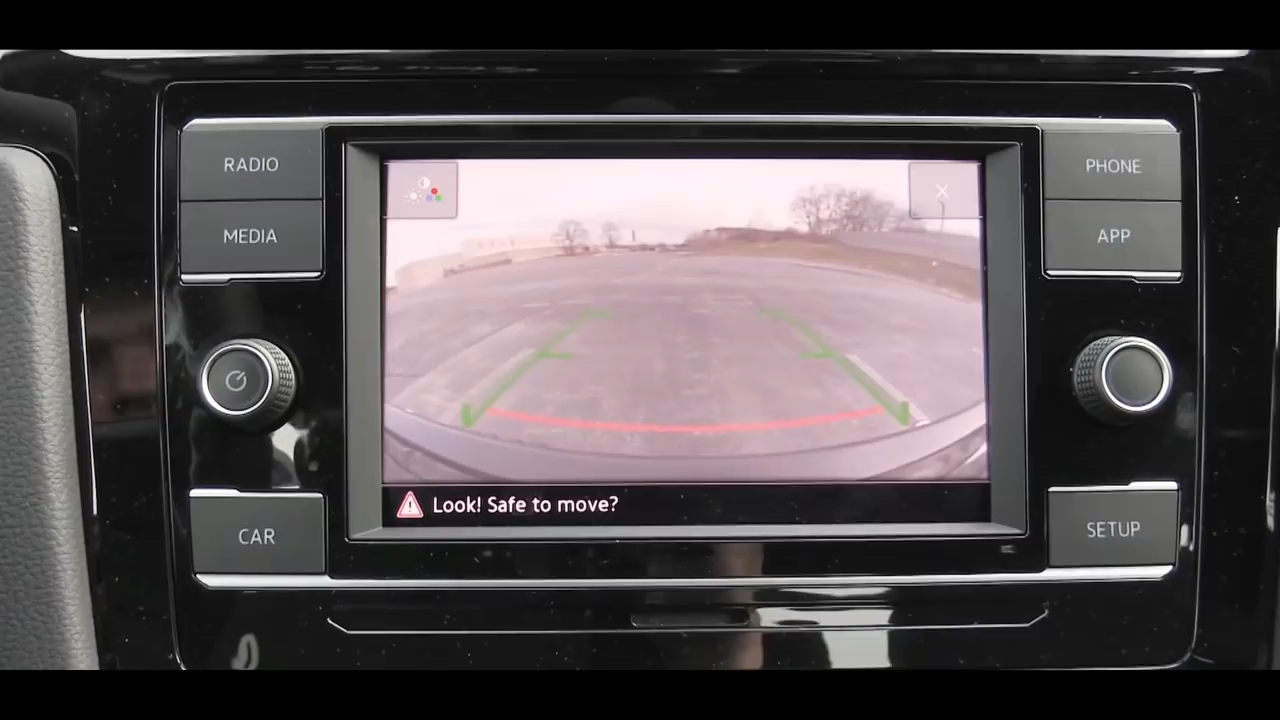 RADIO
MEDIA
CAR
PHONE
APP
SETUP
Look! Safe to move?